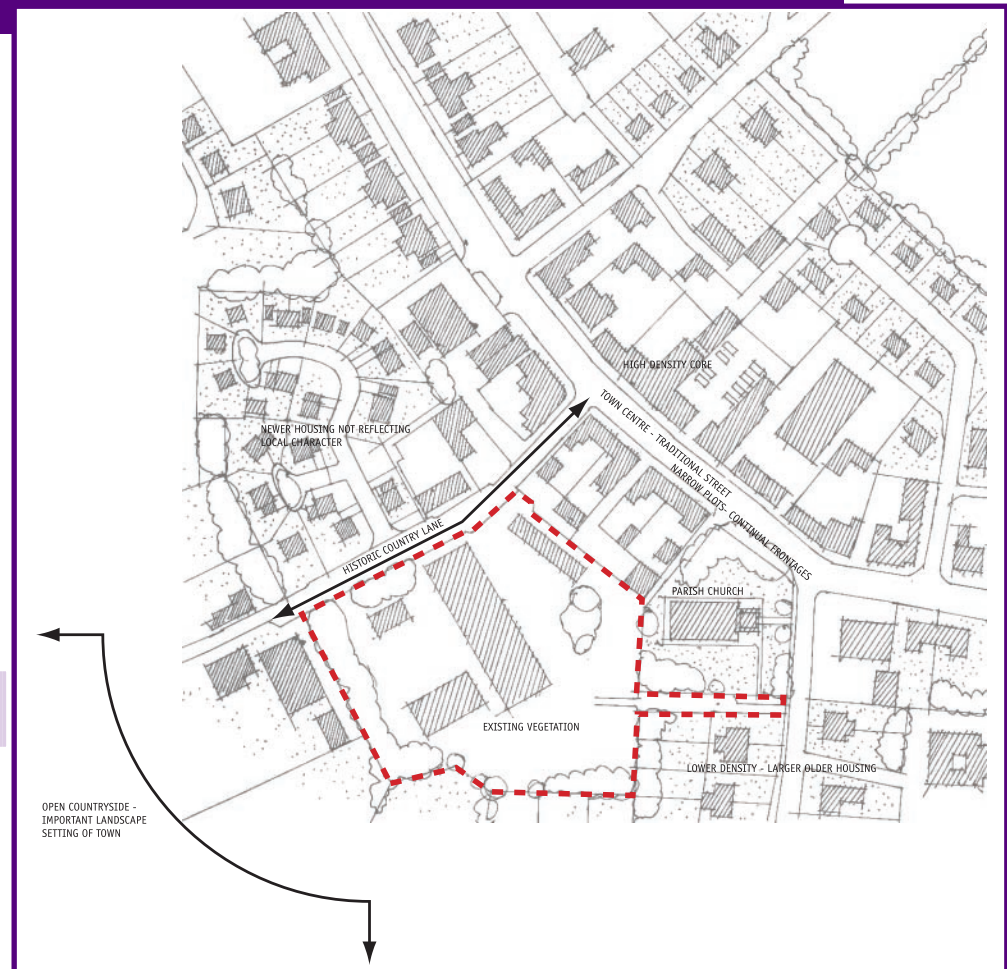 HIGH DENSITY CORE
TOWN CENTRE - TRADITIONAL STREET
NARROW PLOTS- CONTINUAL FRONTAGES
NEWER HOUSING NOT REFLECTING
LOCAL CHARACTER
HISTORIC COUNTRY LANE
PARISH CHURCH
EXISTING VEGETATION
LOWER DENSITY - LARGER OLDER HOUSING
OPEN COUNTRYSIDE -
IMPORTANT LANDSCAPE
SETTING OF TOWN